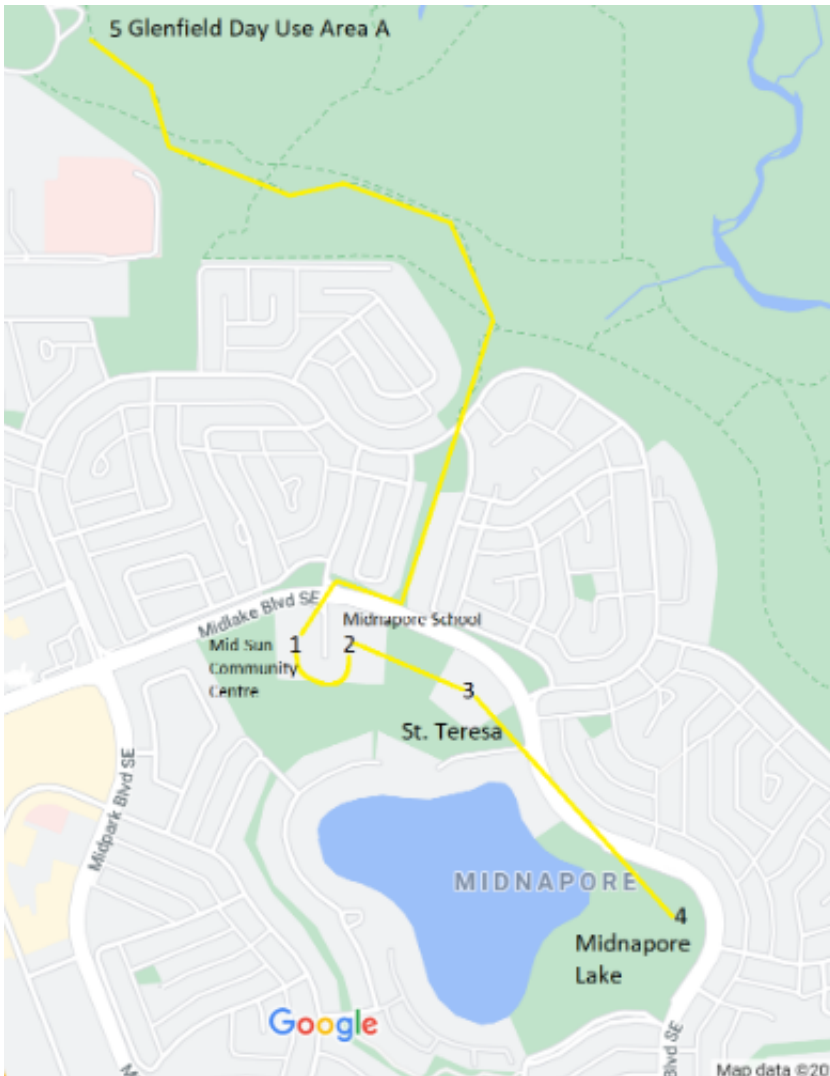 5 Glenfield Day Use Area A
Midlake Blvd SE
Midnapore School
Mid Sun 1 2
Community
Centre
3
St. Teresa
Midpark Blvd SE
MIDNAPORE
4
Midnapore
Lake
Google
Blvd SE
Map data ©20